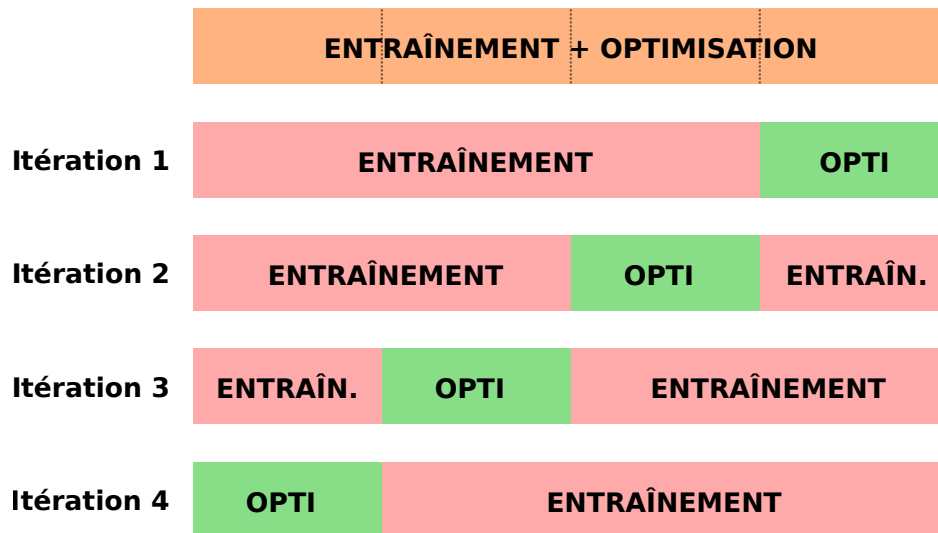 ENTRAÎNEMENT + OPTIMISATION
Itération 1 ENTRAÎNEMENT OPTI
Itération 2 ENTRAÎNEMENT OPTI ENTRAÎN.
Itération 3 ENTRAÎN. OPTI ENTRAÎNEMENT
Itération 4 OPTI ENTRAÎNEMENT